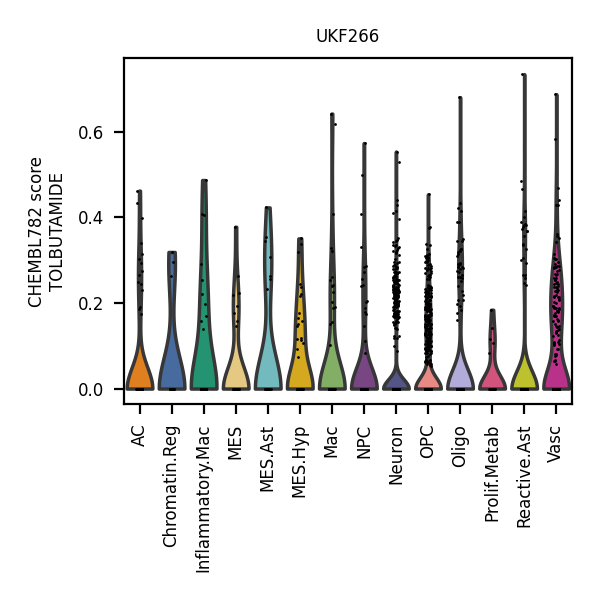 UKF266
CHEMBL782 score
TOLBUTAMIDE
0.6
0.4
0.2
0.0
AC
Chromatin.Reg
Inflammatory.Mac
MES
MES.Ast
MES.Hyp
Mac
NPC
Neuron
OPC
Oligo
Prolif.Metab
Reactive.Ast
Vasc